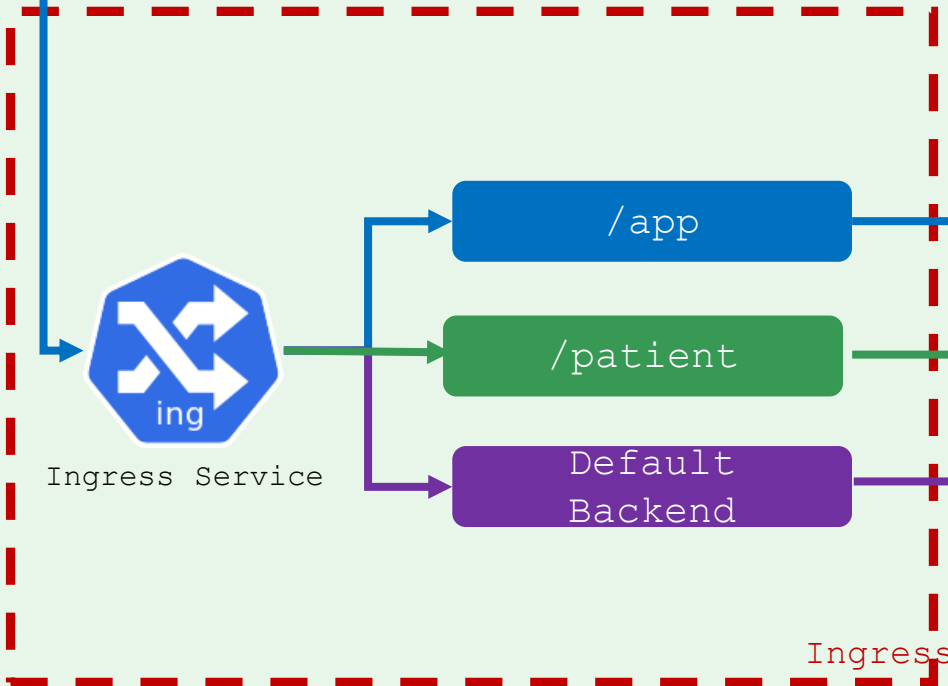 /app
/patient
ing
Ingress Service
Default
Backend
Ingress